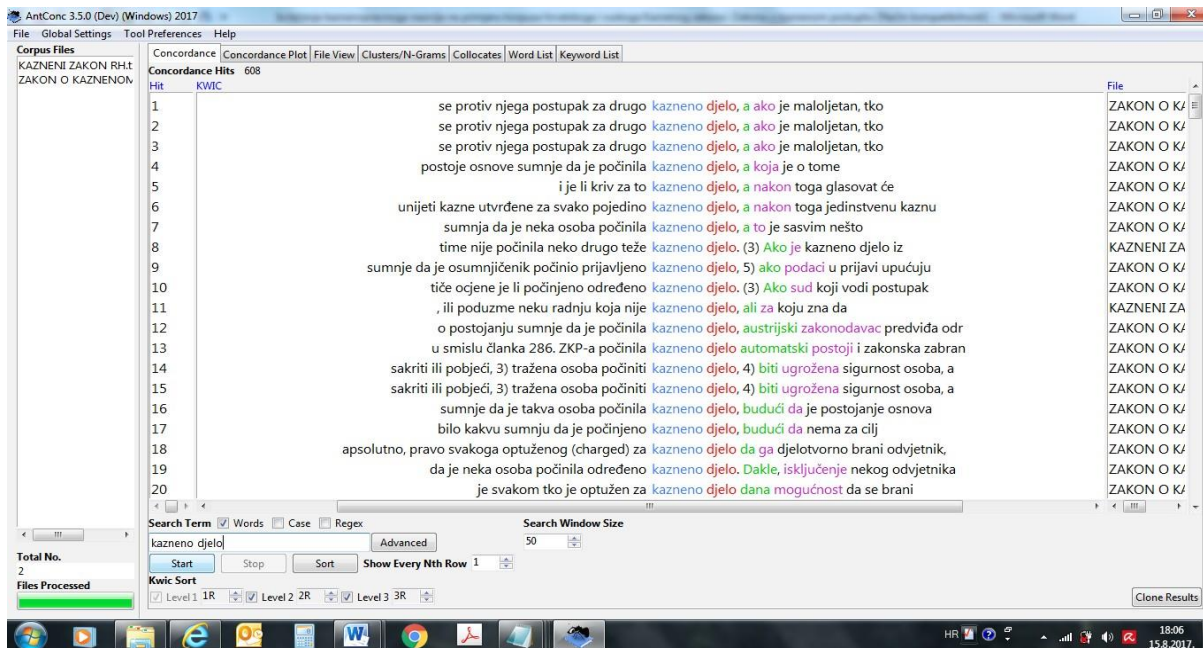 AntConc 3.5.0 (Dev) (Windows) 2017
File Global Settings Tool Preferences Help
Corpus Files
KAZNENI ZAKON RH.t
ZAKON O KAZNENOM
Concordance Concordance Plot File View Clusters/N-Grams Collocates Word List Keyword List
Concordance Hits 608
Hit KWIC File
1 se protiv njega postupak za drugo kazneno djelo, a ako je maloljetan, tko ZAKON O KA
2 se protiv njega postupak za drugo kazneno djelo, a ako je maloljetan, tko ZAKON O KA
3 se protiv njega postupak za drugo kazneno djelo, a ako je maloljetan, tko ZAKON O KA
4 postoje osnove sumnje da je počinila kazneno djelo, a koja je o tome ZAKON O KA
5 i je li kriv za to kazneno djelo, a nakon toga glasovat će ZAKON O KA
6 unijeti kazne utvrđene za svako pojedino kazneno djelo, a nakon toga jedinstvenu kaznu ZAKON O KA
7 sumnja da je neka osoba počinila kazneno djelo, a to je sasvim nešto ZAKON O KA
8 time nije počinila neko drugo teže kazneno djelo. (3) Ako je kazneno djelo iz KAZNENI ZA
9 sumnje da je osumnjičenik počinio prijavljeno kazneno djelo, 5) ako podaci u prijavi upućuju ZAKON O KA
10 tiče ocjene je li počinjeno određeno kazneno djelo. (3) Ako sud koji vodi postupak ZAKON O KA
11 , ili poduzme neku radnju koja nije kazneno djelo, ali za koju zna da KAZNENI ZA
12 o postojanju sumnje da je počinila kazneno djelo, austrijski zakonodavac predviđa odr ZAKON O KA
13 u smislu članka 286. ZKP-a počinila kazneno djelo automatski postoji i zakonska zabran ZAKON O KA
14 sakriti ili pobjeći, 3) tražena osoba počiniti kazneno djelo, 4) biti ugrožena sigurnost osoba, a ZAKON O KA
15 sakriti ili pobjeći, 3) tražena osoba počiniti kazneno djelo, 4) biti ugrožena sigurnost osoba, a ZAKON O KA
16 sumnje da je takva osoba počinila kazneno djelo, budući da je postojanje osnova ZAKON O KA
17 bilo kakvu sumnju da je počinjeno kazneno djelo, budući da nema za cilj ZAKON O KA
18 apsolutno, pravo svakoga optuženog (charged) za kazneno djelo da ga djelotvorno brani odvjetnik, ZAKON O KA
19 da je neka osoba počinila određeno kazneno djelo. Dakle, isključenje nekog odvjetnika ZAKON O KA
20 je svakom tko je optužen za kazneno djelo dana mogućnost da se brani ZAKON O KA
Search Term Words Case Regex Search Window Size
kazneno djelo Advanced 50
Start Stop Sort Show Every Nth Row 1
Kwic Sort
Level 1 1R Level 2 2R Level 3 3R
Total No.
2
Files Processed
Clone Results
HR 18:06
15.8.2017.